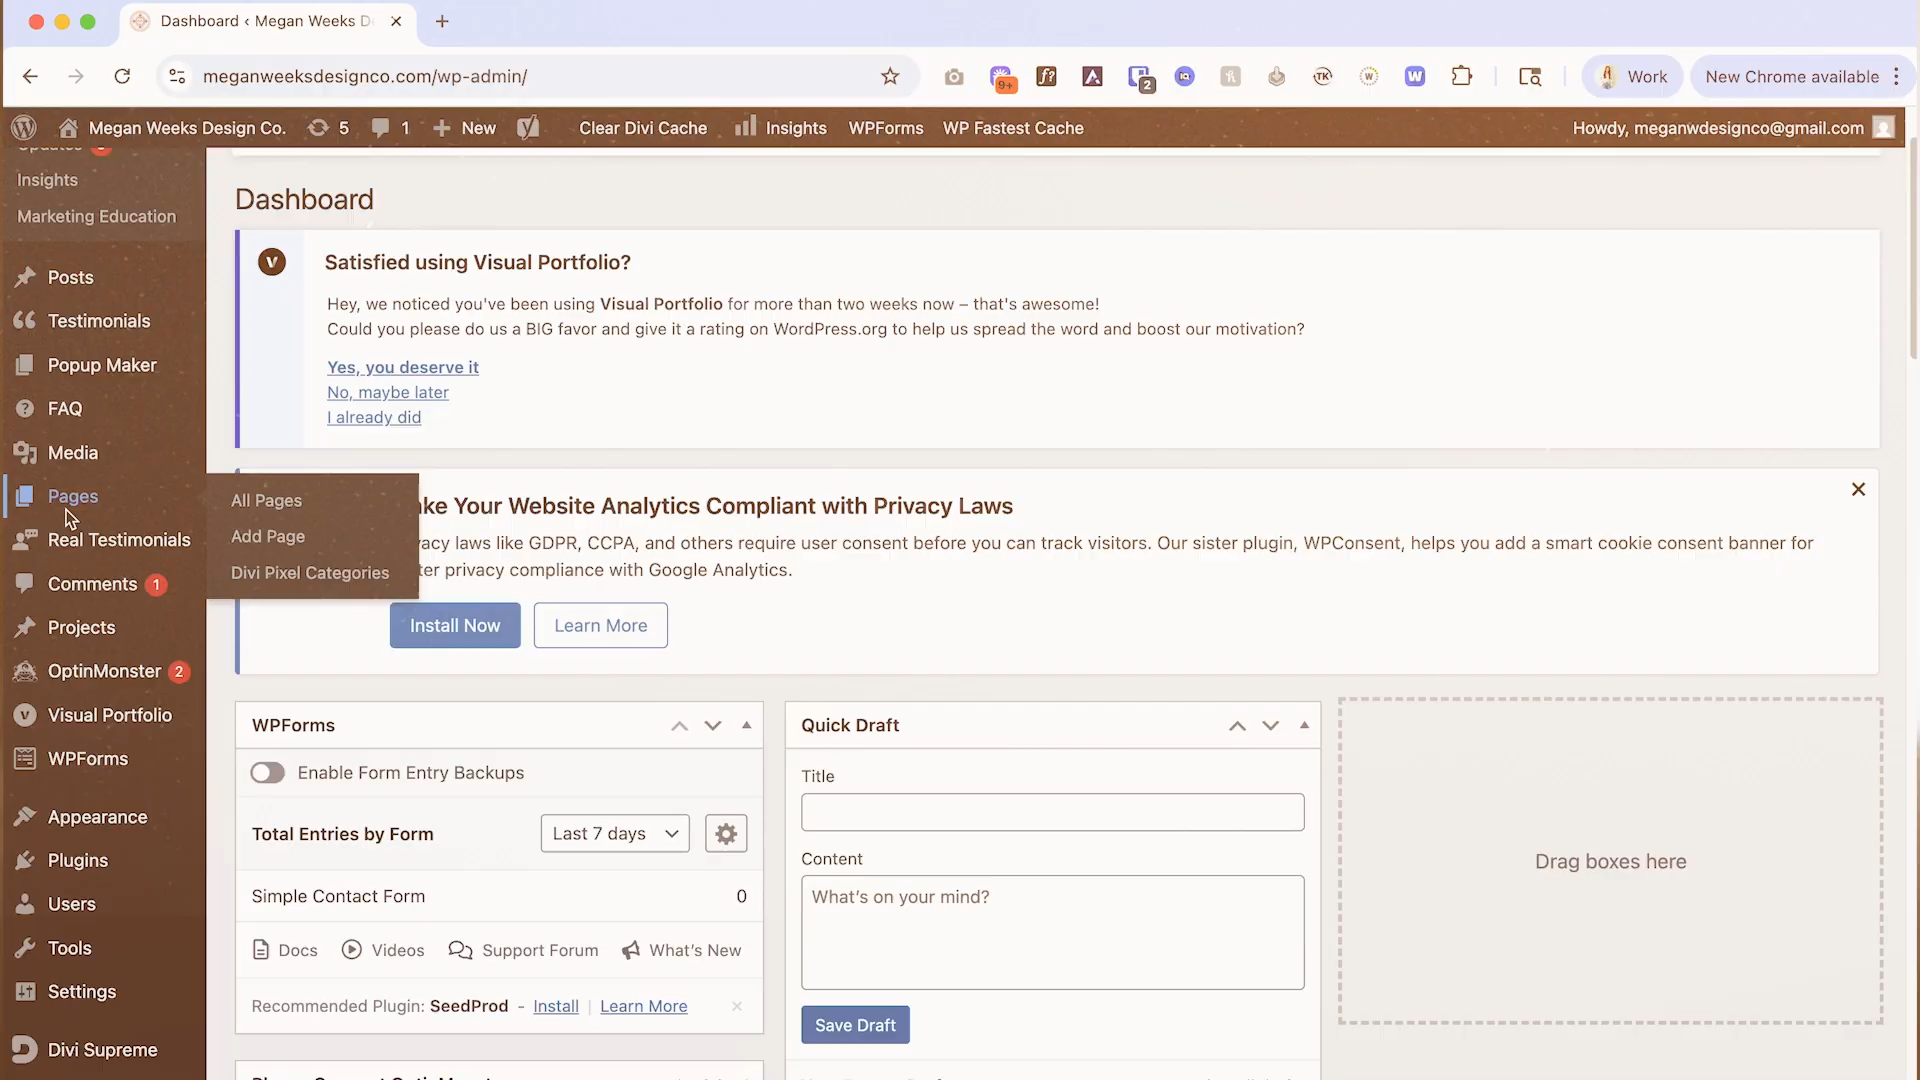 Dashboard ‹ Megan Weeks D
meganweeksdesignco.com/wp-admin/
9+
2
Work
New Chrome available
Megan Weeks Design Co.
5
1
New
Clear Divi Cache
Insights
WPForms
WP Fastest Cache
Howdy, meganwdesignco@gmail.com
Updates
Insights
Marketing Education
Posts
Testimonials
Popup Maker
FAQ
Media
Pages
Real Testimonials
Comments 1
Projects
OptinMonster 2
Visual Portfolio
WPForms
Appearance
Plugins
Users
Tools
Settings
Divi Supreme
All Pages
Add Page
Divi Pixel Categories
Dashboard
Satisfied using Visual Portfolio?
Hey, we noticed you've been using Visual Portfolio for more than two weeks now – that's awesome!
Could you please do us a BIG favor and give it a rating on WordPress.org to help us spread the word and boost our motivation?
Yes, you deserve it
No, maybe later
I already did
ke Your Website Analytics Compliant with Privacy Laws
acy laws like GDPR, CCPA, and others require user consent before you can track visitors. Our sister plugin, WPConsent, helps you add a smart cookie consent banner for
ter privacy compliance with Google Analytics.
Install Now
Learn More
WPForms
Enable Form Entry Backups
Total Entries by Form
Last 7 days
Simple Contact Form
0
Docs
Videos
Support Forum
What's New
Recommended Plugin: SeedProd - Install | Learn More
Quick Draft
Title
Content
What's on your mind?
Save Draft
Drag boxes here